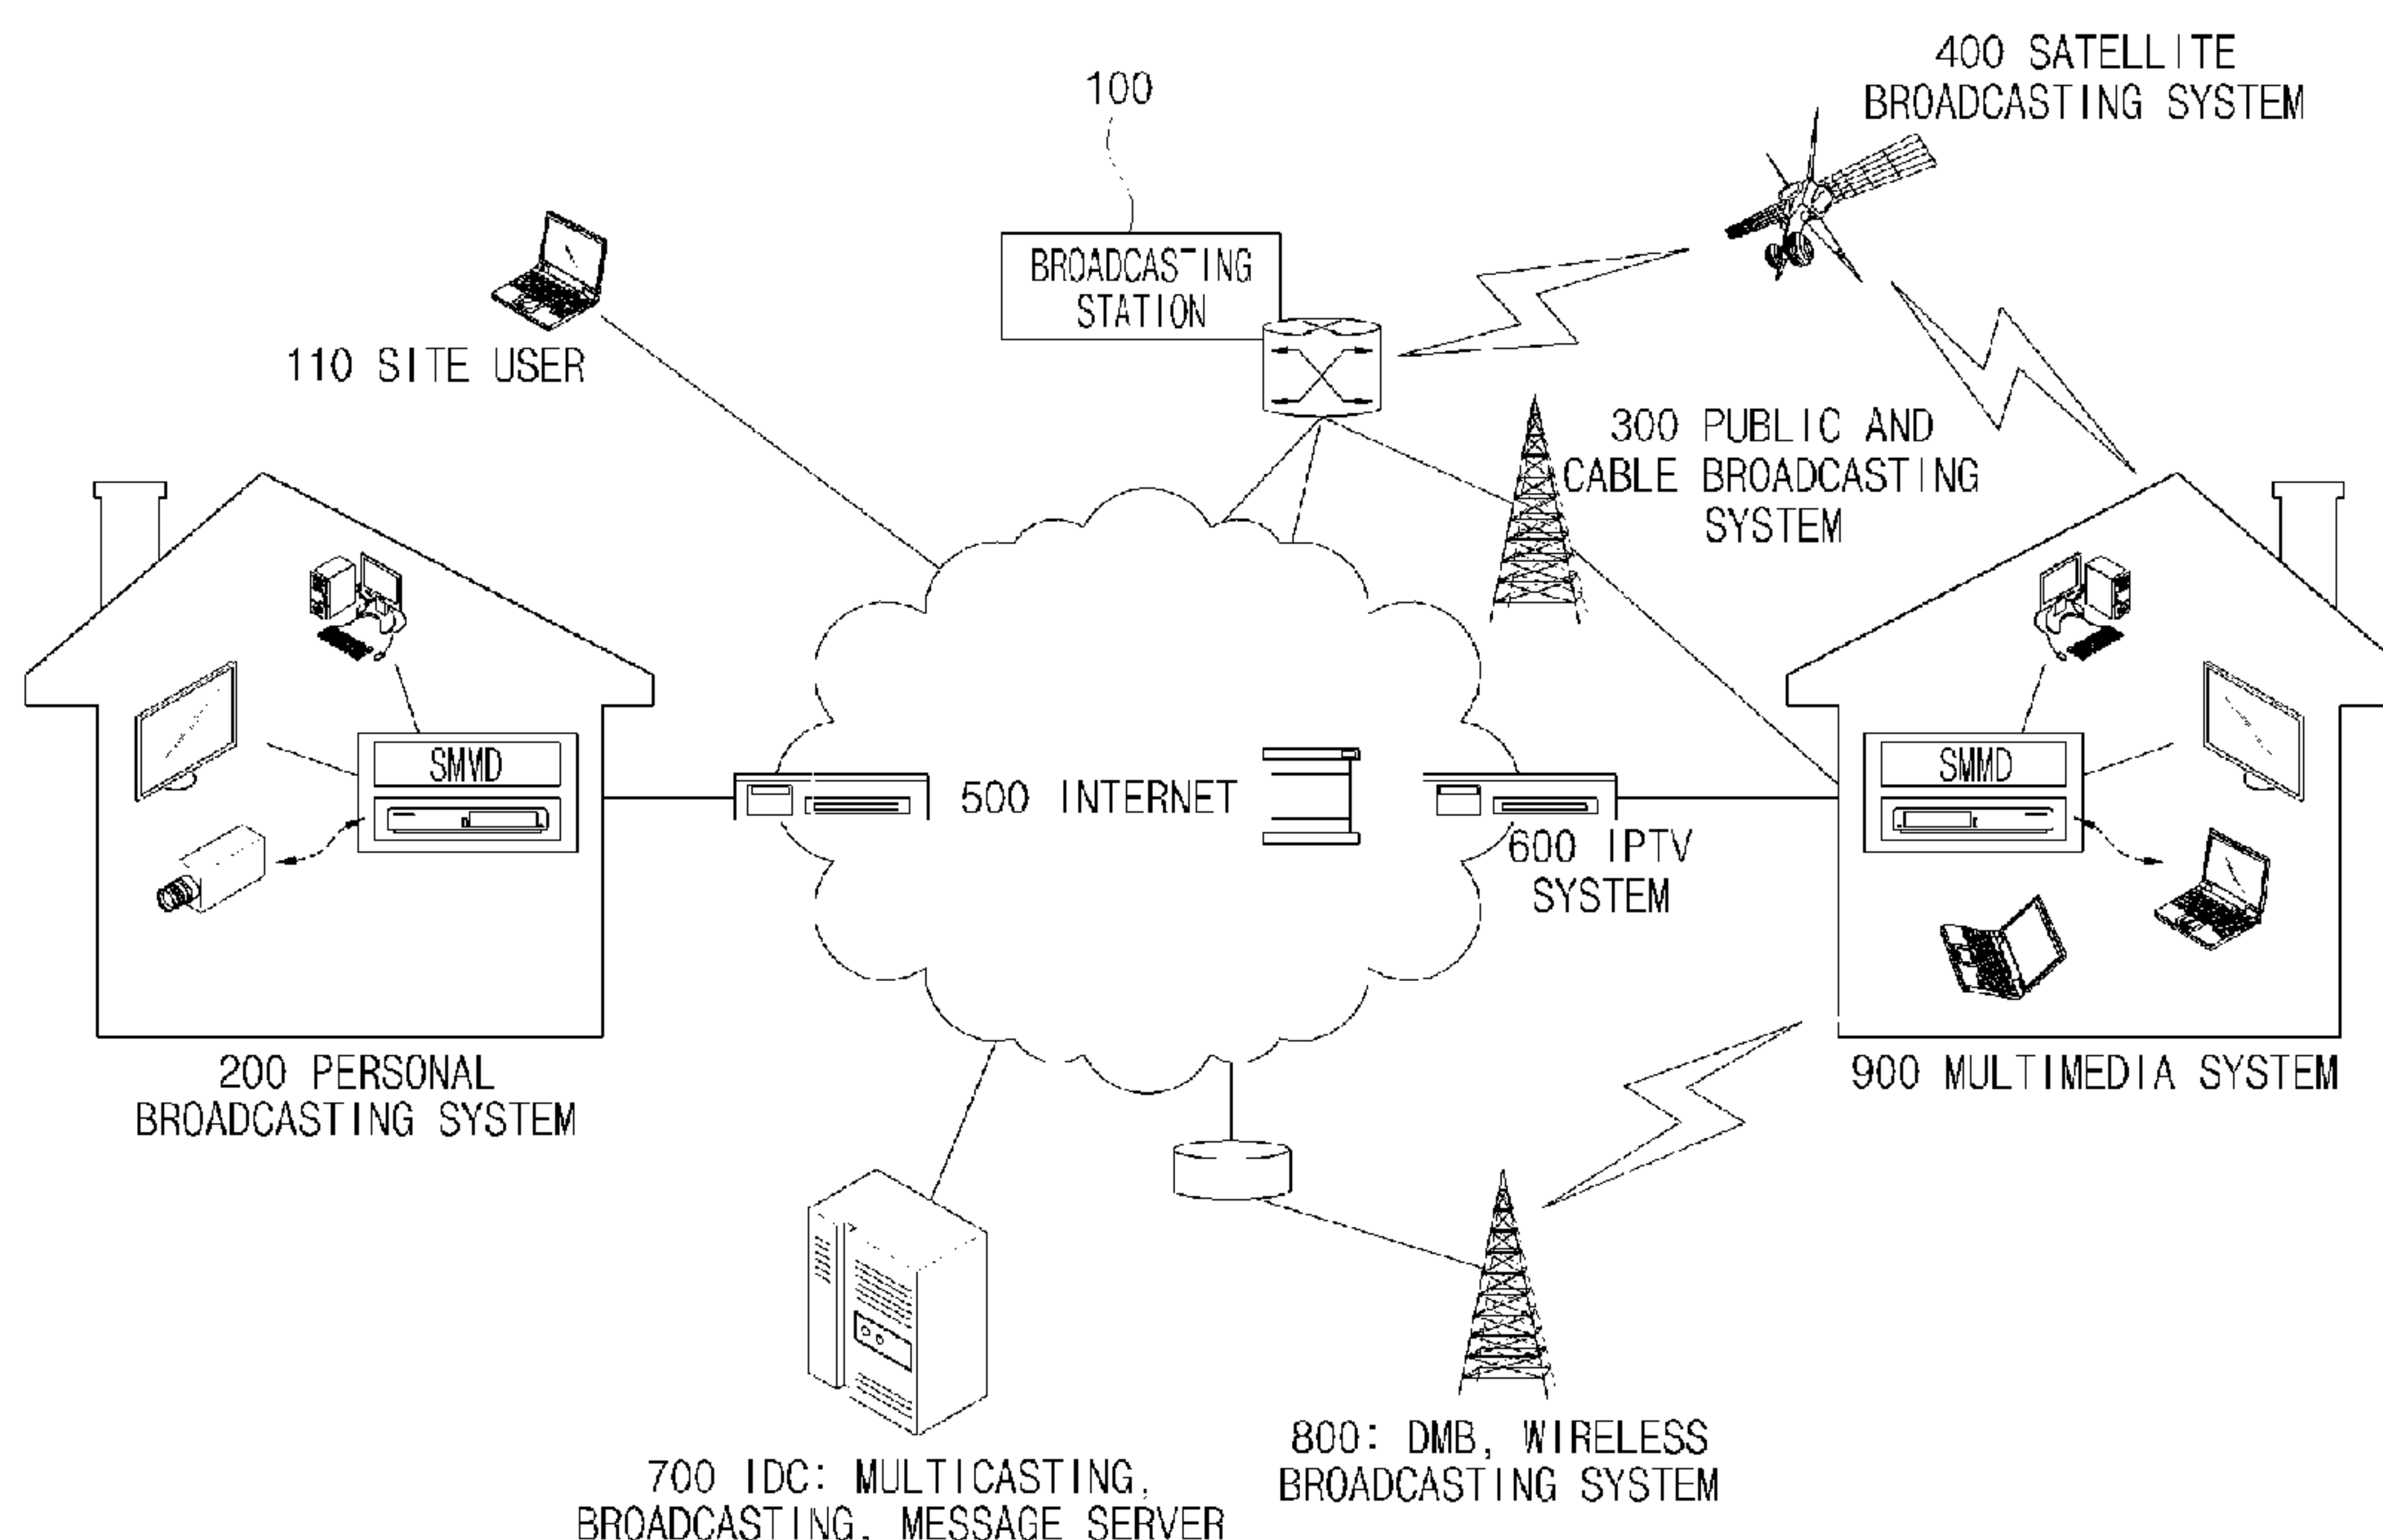 400 SATELLITE
BROADCASTING SYSTEM
100
BROADCASTING
STATION
110 SITE USER
300 PUBLIC AND
CABLE BROADCASTING
SYSTEM
SMMD
SMMD
500 INTERNET
600 IPTV
SYSTEM
200 PERSONAL
BROADCASTING SYSTEM
900 MULTIMEDIA SYSTEM
800: DMB, WIRELESS
BROADCASTING SYSTEM
700 IDC: MULTICASTING,
BROADCASTING, MESSAGE SERVER